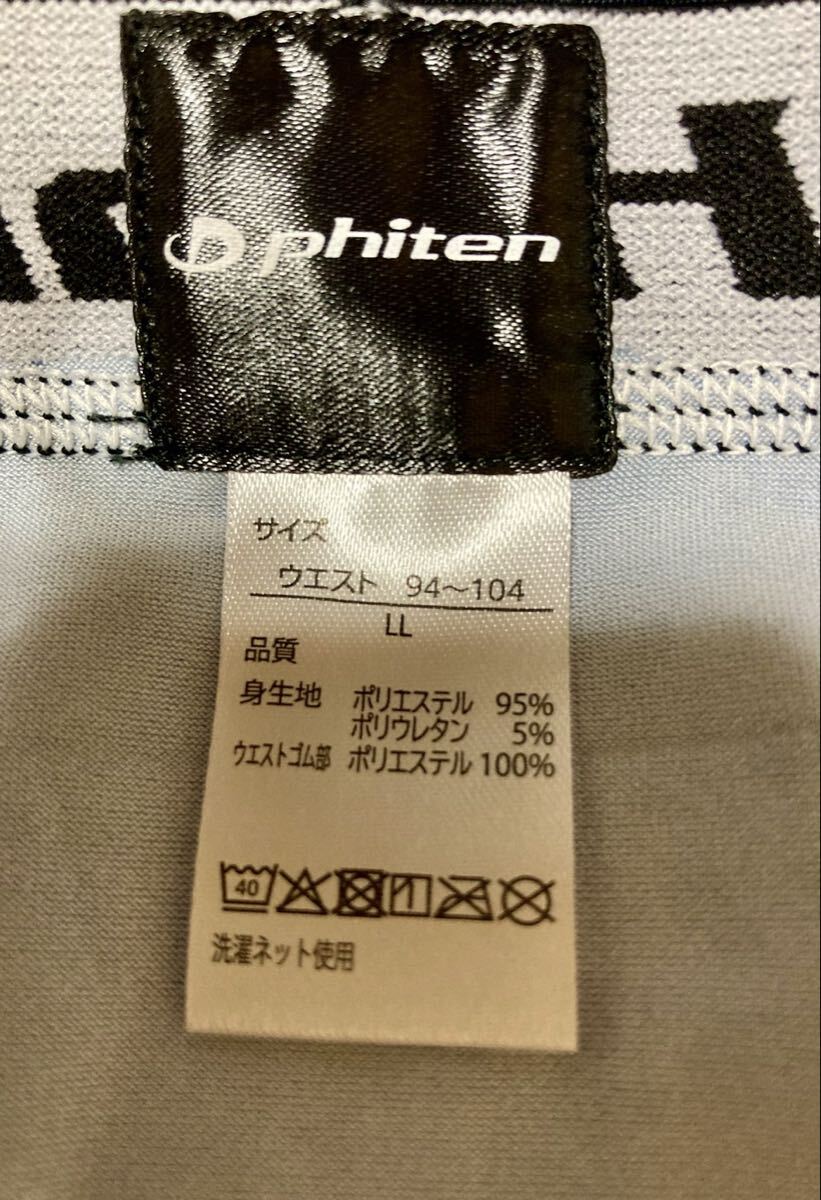 phiten
サイズ
ウエスト 94～104
LL
品質
身生地 ポリエステル 95%
ポリウレタン 5%
ウエストゴム部 ポリエステル 100%
40
洗濯ネット使用